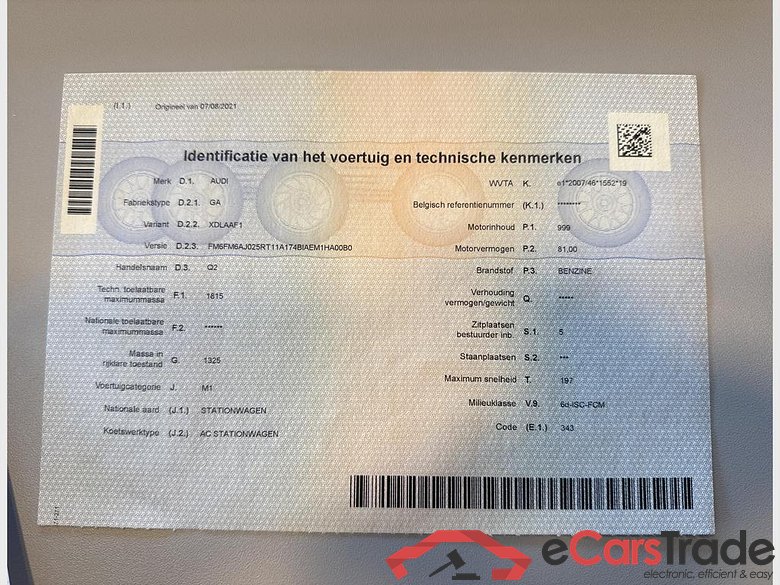 (I.1.) Origineel van 07/08/2021
Identificatie van het voertuig en technische kenmerken
Merk D.1. AUDI
Fabriekstype D.2.1. GA
Variant D.2.2. XDLAAF1
Versie D.2.3. FM6FM6AJ025RT11A174BIAEM1HA00B0
Handelsnaam D.3. Q2
Techn. toelaatbare
maximummassa F.1. 1815
Nationale toelaatbare
maximummassa F.2. ******
Massa in
rijklare toestand G. 1325
Voertuigcategorie J. M1
Nationale aard (J.1.) STATIONWAGEN
Koetswerktype (J.2.) AC STATIONWAGEN
WVTA K. e1*2007/46*1552*19
Belgisch referentienummer (K.1.) ********
Motorinhoud P.1. 999
Motorvermogen P.2. 81.00
Brandstof P.3. BENZINE
Verhouding
vermogen/gewicht Q. *****
Zitplaatsen
bestuurder inb. S.1. 5
Staanplaatsen S.2. ***
Maximum snelheid T. 197
Milieuklasse V.9. 6d-ISC-FCM
Code (E.1.) 343
eCarsTrade
electronic, efficient & easy